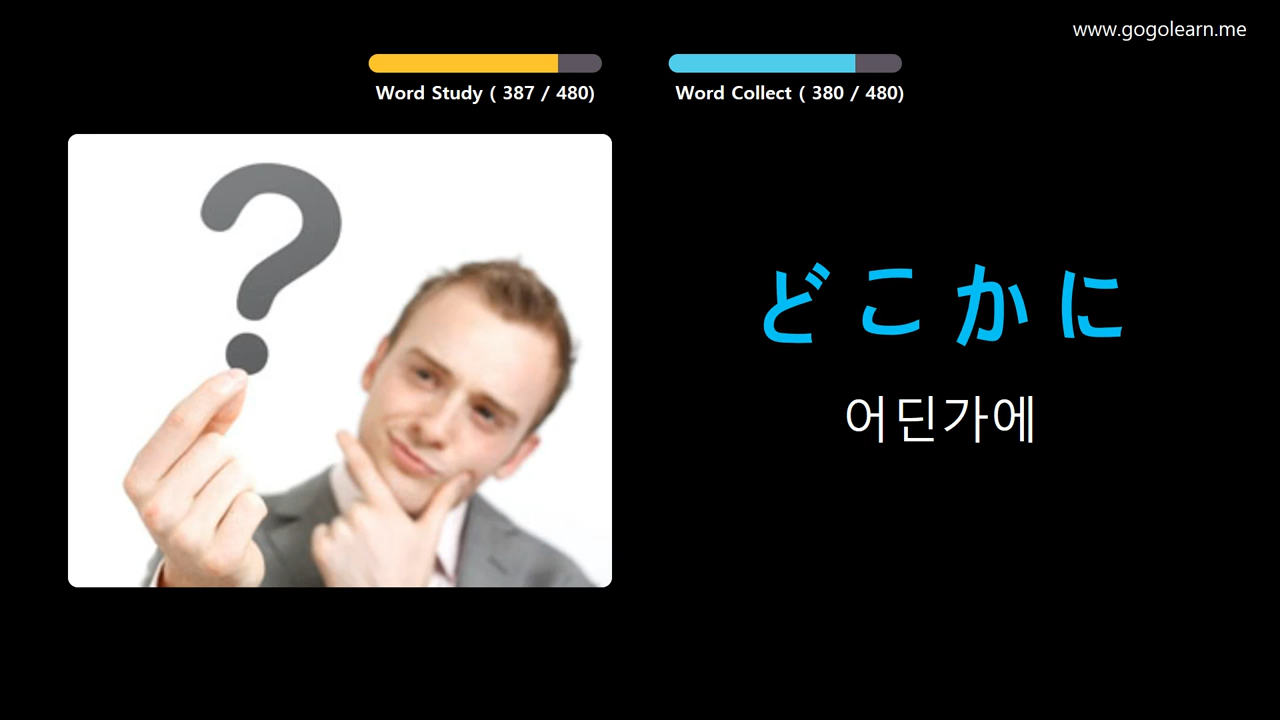 www.gogolearn.me
Word Study ( 387 / 480)
Word Collect ( 380 / 480)
?
どこかに
어딘가에